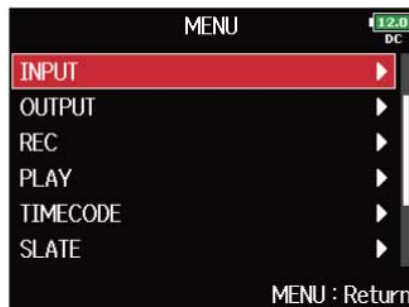 MENU
12.0
DC
INPUT
OUTPUT
REC
PLAY
TIMECODE
SLATE
MENU : Return